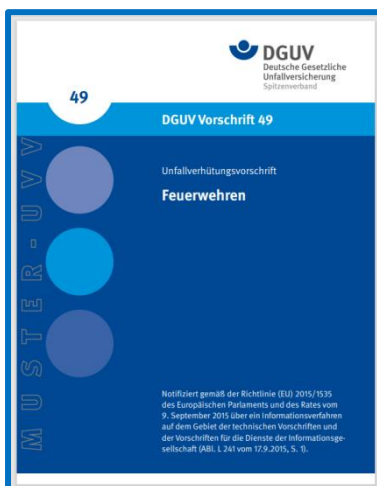 DGUV
Deutsche Gesetzliche
Unfallversicherung
Spitzenverband
49
DGUV Vorschrift 49
Unfallverhütungsvorschrift
Feuerwehren
MUSTER-UVV
Notifiziert gemäß der Richtlinie (EU) 2015/1535
des Europäischen Parlaments und des Rates vom
9. September 2015 über ein Informationsverfahren
auf dem Gebiet der technischen Vorschriften und
der Vorschriften für die Dienste der Informationsge-
sellschaft (ABl. L 241 vom 17.9.2015, S. 1).